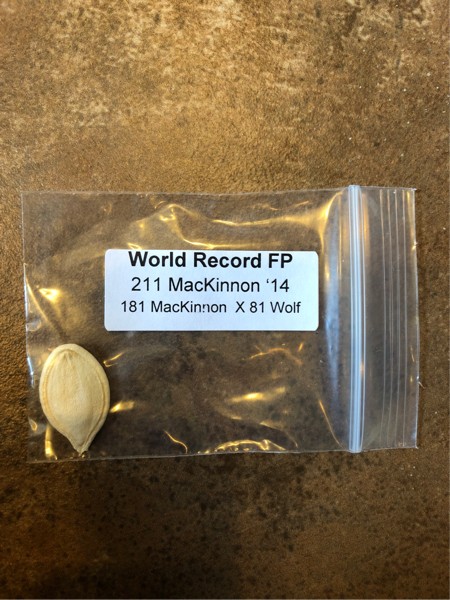 World Record FP
211 MacKinnon ‘14
181 MacKinnon X 81 Wolf